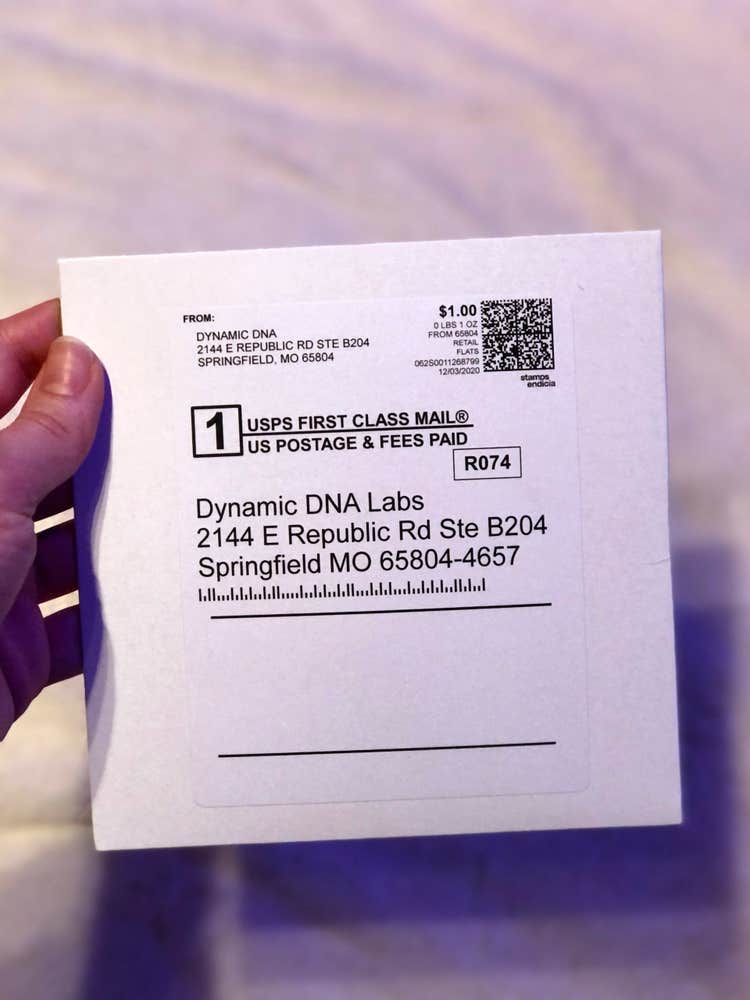 FROM:
DYNAMIC DNA
2144 E REPUBLIC RD STE B204
SPRINGFIELD, MO 65804
$1.00
0 LBS 1 OZ
FROM 65804
RETAIL
FLATS
062S0011268799
12/03/2020
stamps
endicia
1
USPS FIRST CLASS MAIL®
US POSTAGE & FEES PAID
R074
Dynamic DNA Labs
2144 E Republic Rd Ste B204
Springfield MO 65804-4657